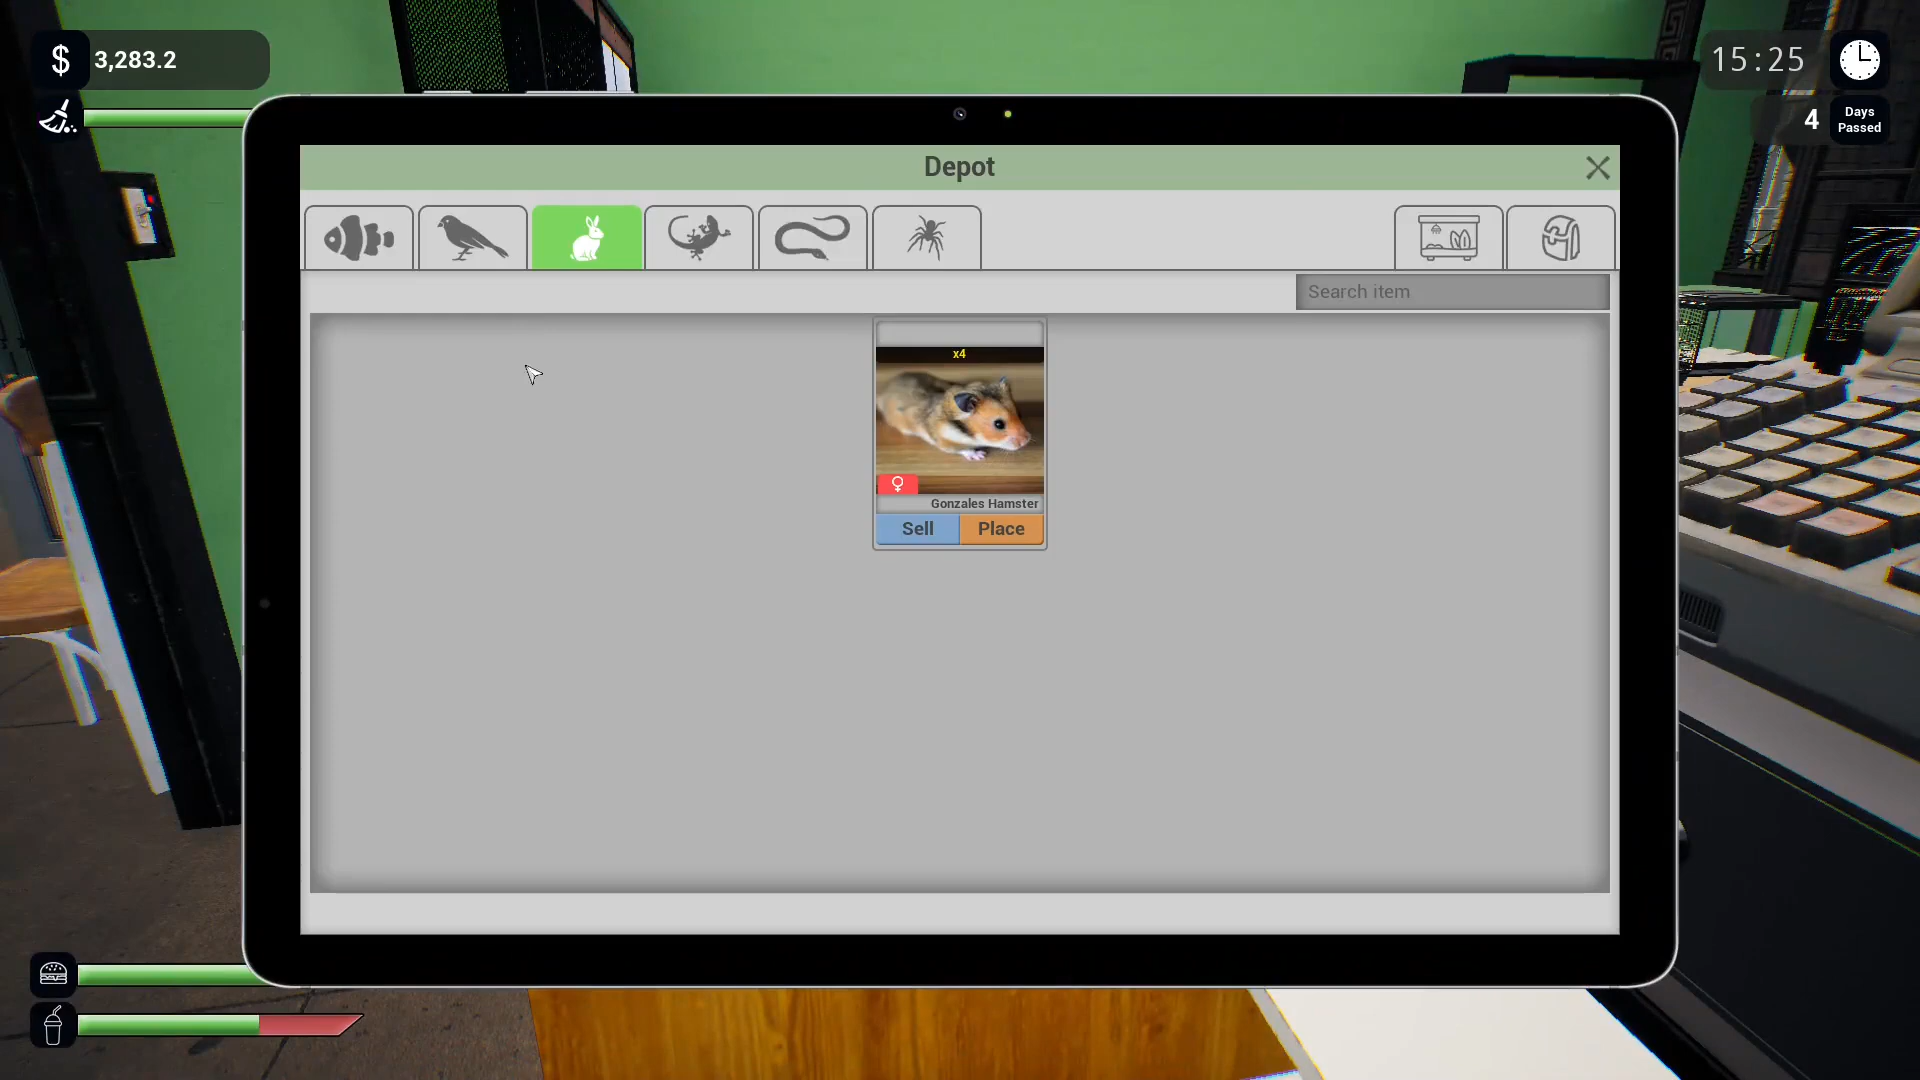 $ 3,283.2
15:25
4 Days Passed
Depot
Search item
x4
Gonzales Hamster
Sell Place